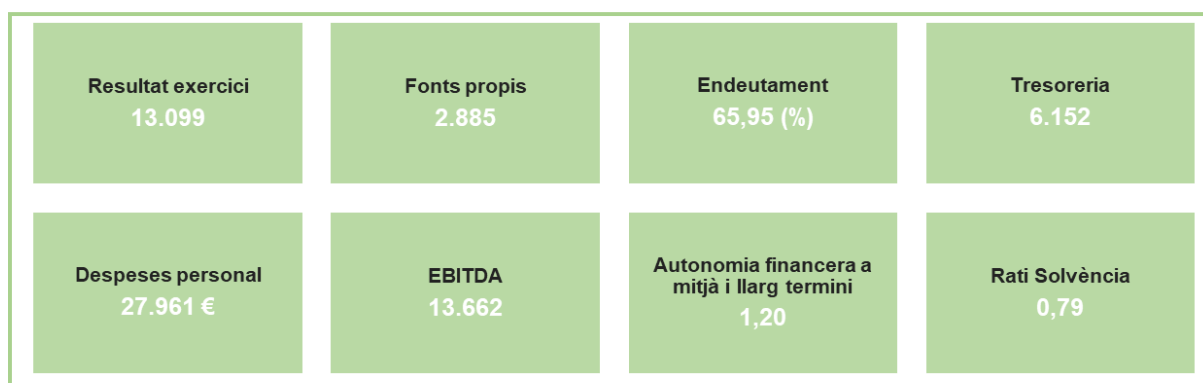 Resultat exercici
13.099
Fonts propis
2.885
Endeutament
65,95 (%)
Tresoreria
6.152
Despeses personal
27.961 €
EBITDA
13.662
Autonomia financera a
mitjà i llarg termini
1,20
Rati Solvència
0,79